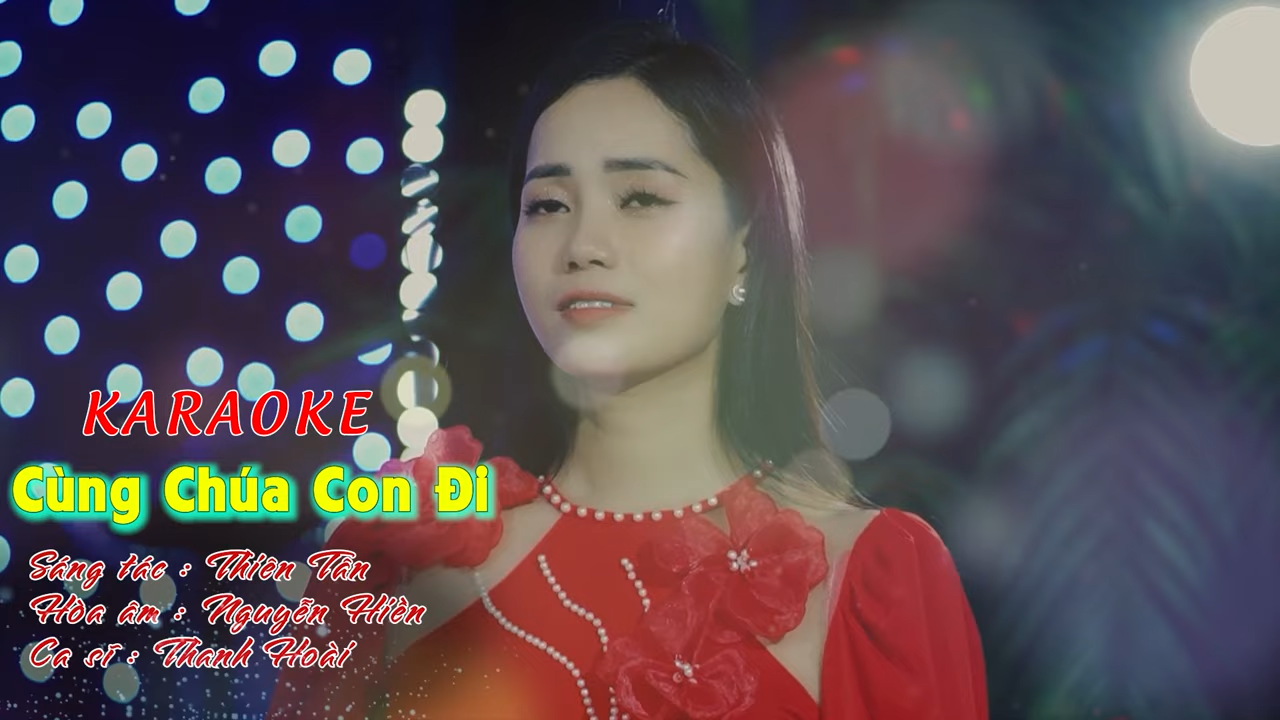 KARAOKE
Cùng Chúa Con Đi
Sáng tác : Thiên Tân
Hòa âm : Nguyễn Hiền
Ca sĩ : Thanh Hoài